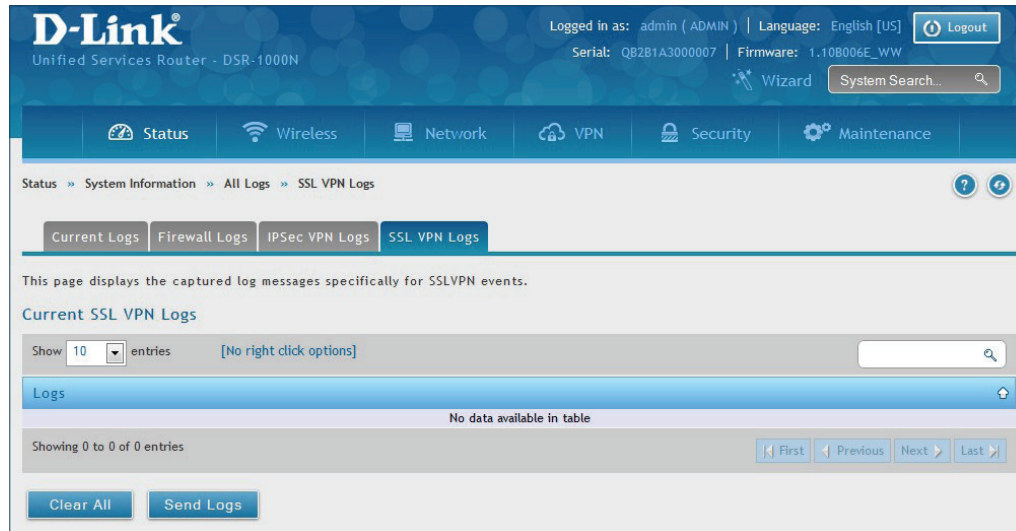 D-Link
Unified Services Router - DSR-1000N
Logged in as: admin ( ADMIN ) | Language: English [US]
Logout
Serial: QB2B1A3000007 | Firmware: 1.10B006E_WW
Wizard
System Search...
Status
Wireless
Network
VPN
Security
Maintenance
Status » System Information » All Logs » SSL VPN Logs
?
Current Logs
Firewall Logs
IPSec VPN Logs
SSL VPN Logs
This page displays the captured log messages specifically for SSLVPN events.
Current SSL VPN Logs
Show 10 entries
[No right click options]
Logs
No data available in table
Showing 0 to 0 of 0 entries
First
Previous
Next
Last
Clear All
Send Logs